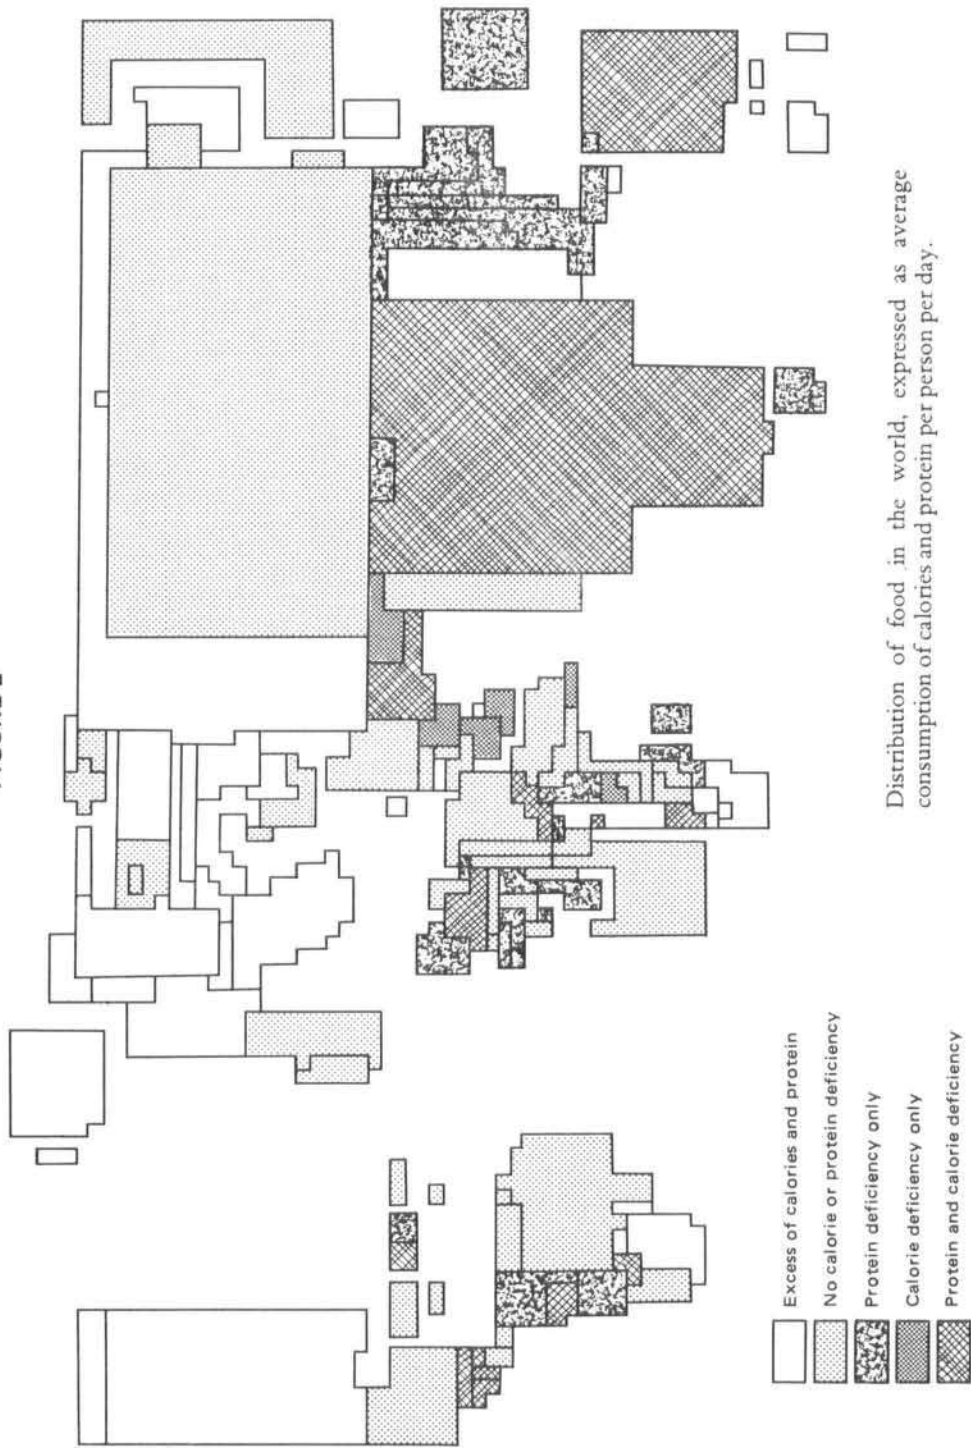 Excess of calories and protein
No calorie or protein deficiency
Protein deficiency only
Calorie deficiency only
Protein and calorie deficiency
Distribution of food in the world, expressed as average
consumption of calories and protein per person per day.